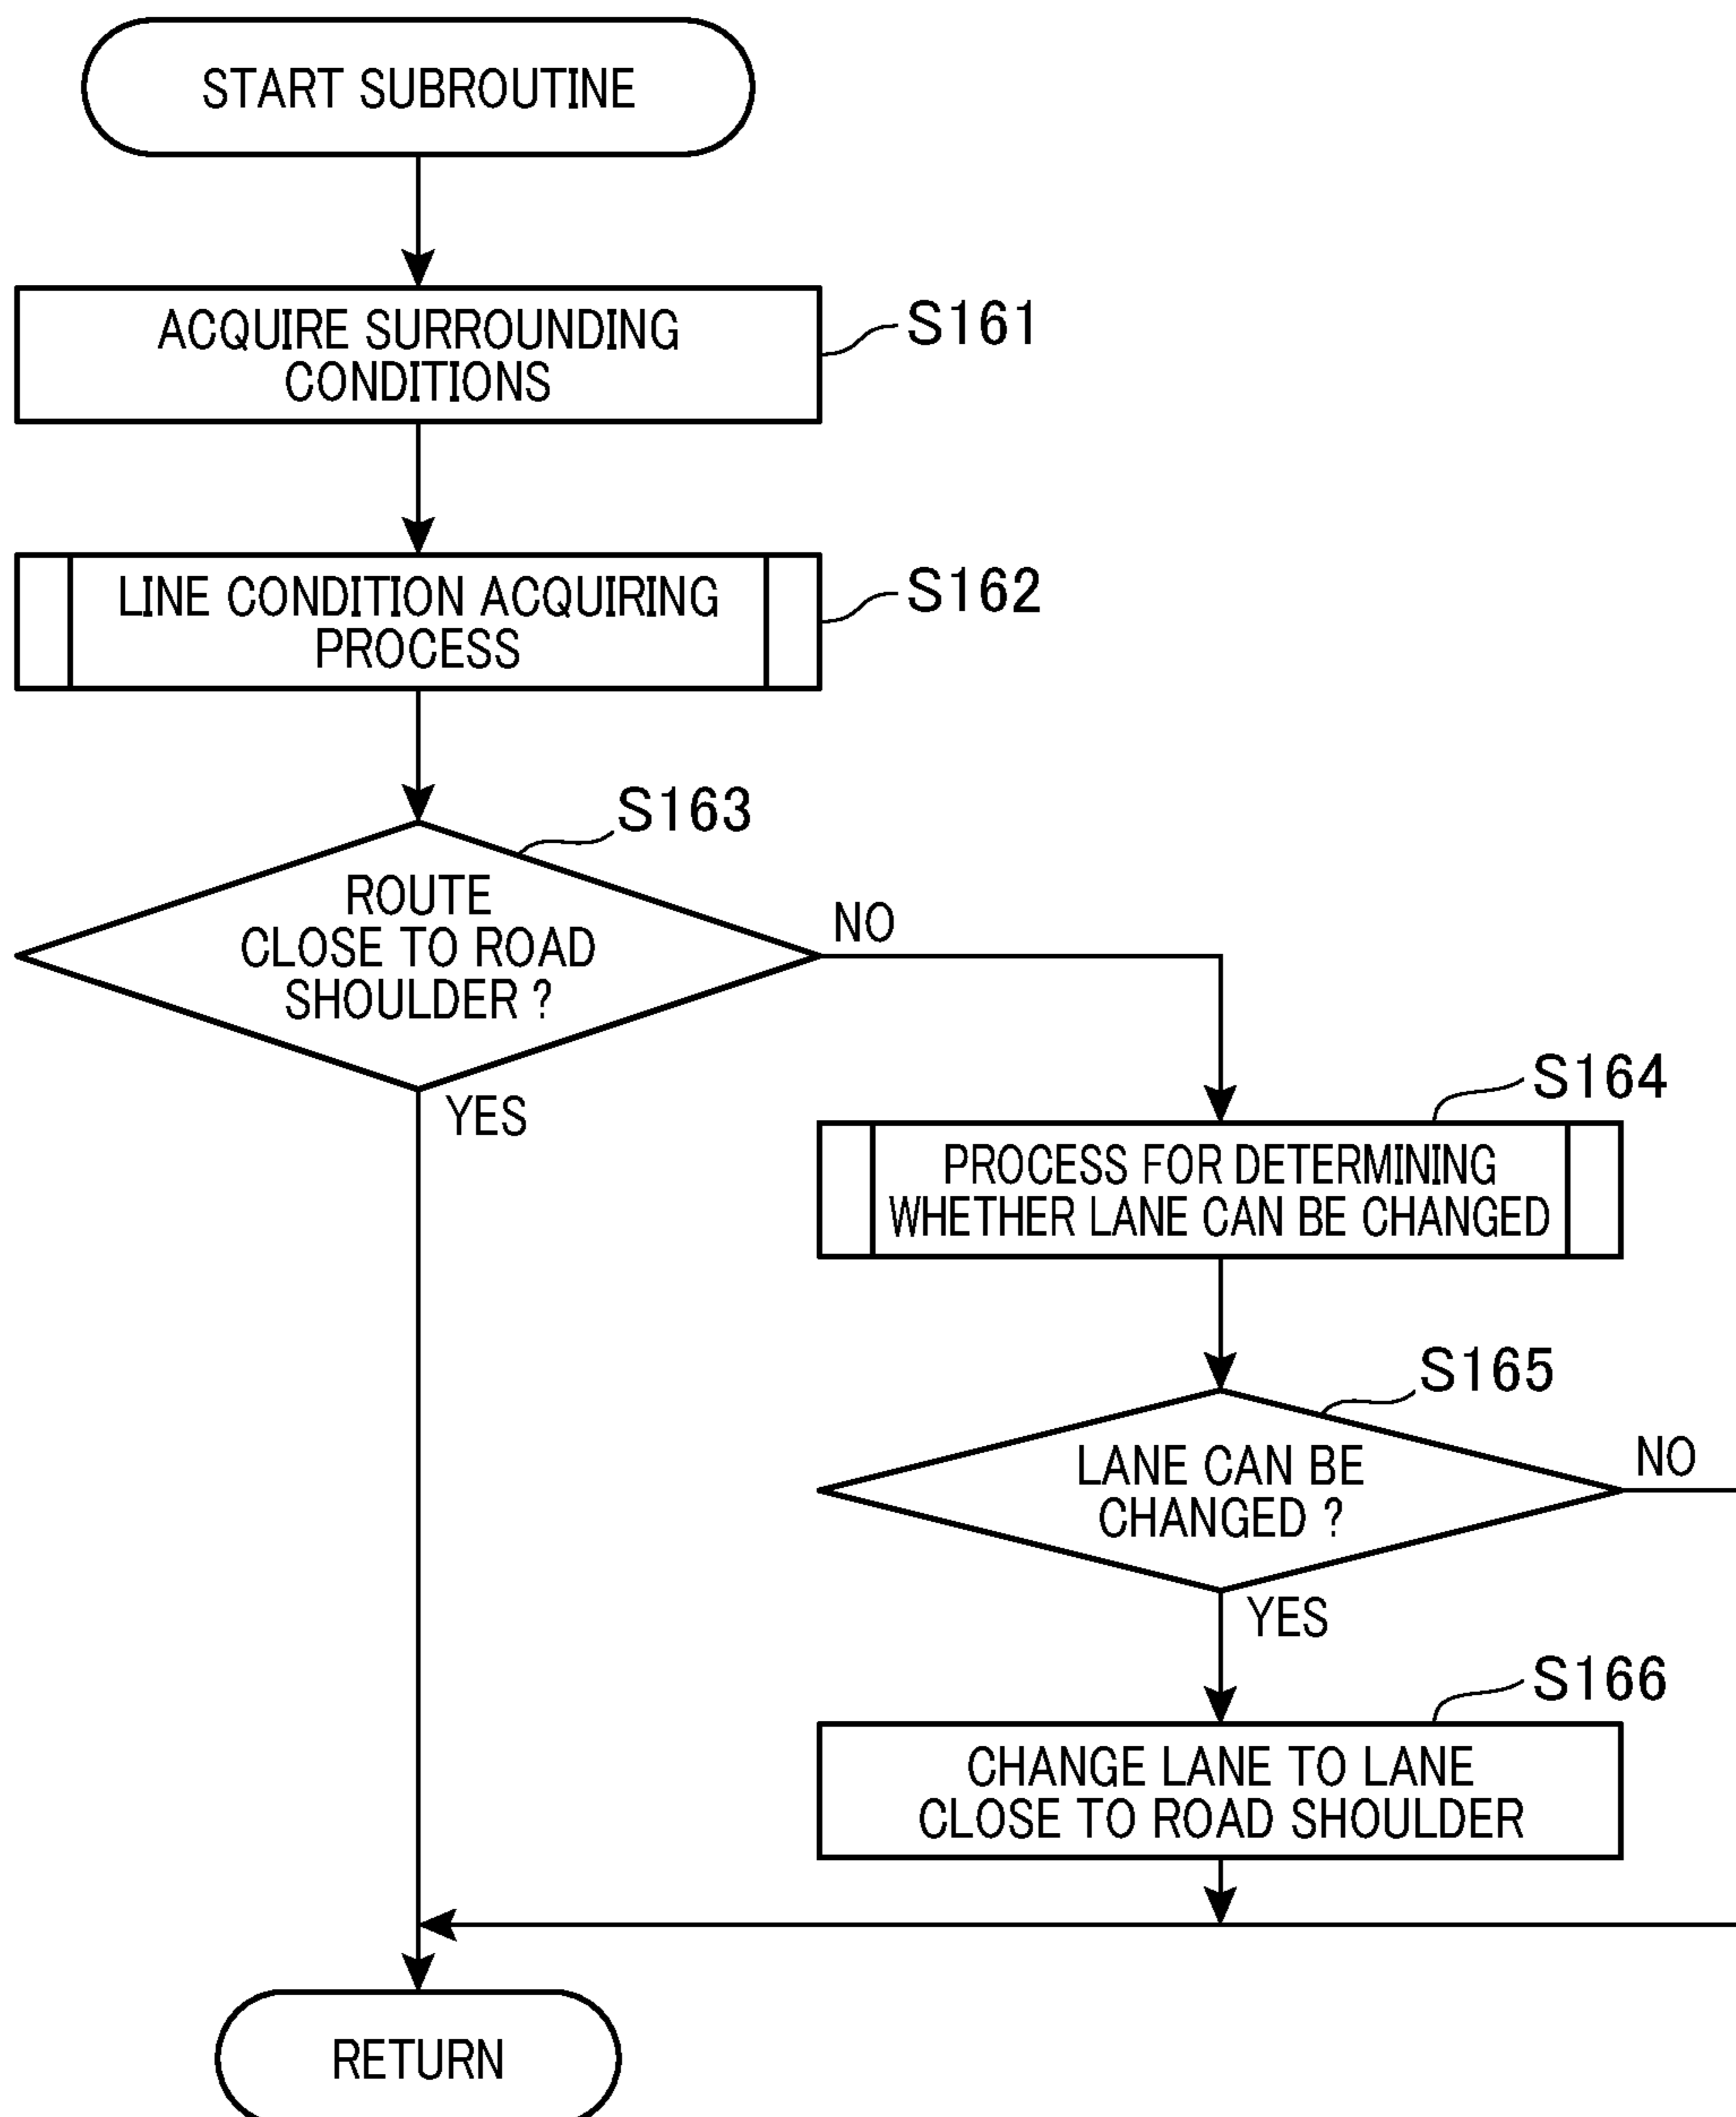 START SUBROUTINE
ACQUIRE SURROUNDING
CONDITIONS
S161
LINE CONDITION ACQUIRING
PROCESS
S162
S163
ROUTE
CLOSE TO ROAD
SHOULDER ?
NO
YES
S164
PROCESS FOR DETERMINING
WHETHER LANE CAN BE CHANGED
S165
LANE CAN BE
CHANGED ?
NO
YES
S166
CHANGE LANE TO LANE
CLOSE TO ROAD SHOULDER
RETURN